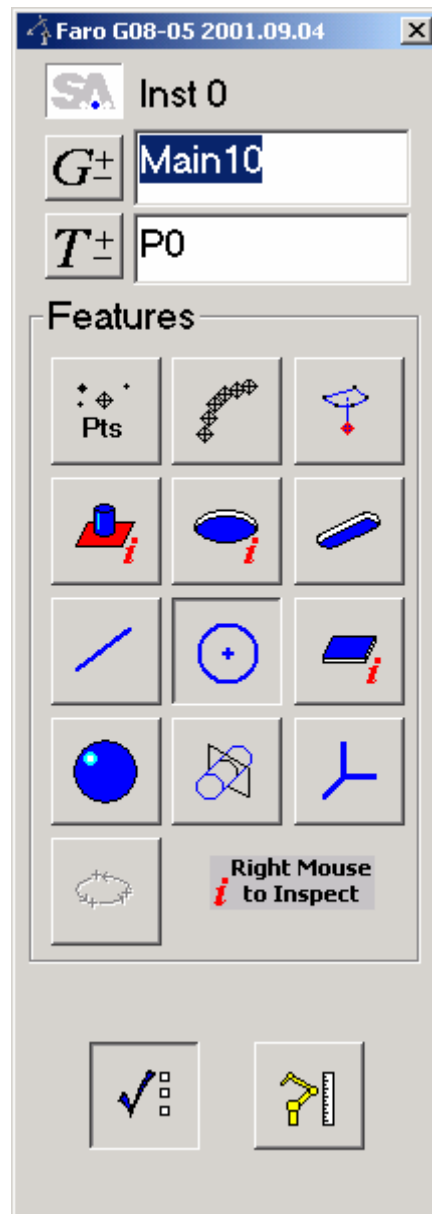 Faro G08-05 2001.09.04
SA Inst 0
G± Main10
T± P0
Features
Pts
i i
i
Right Mouse
i to Inspect